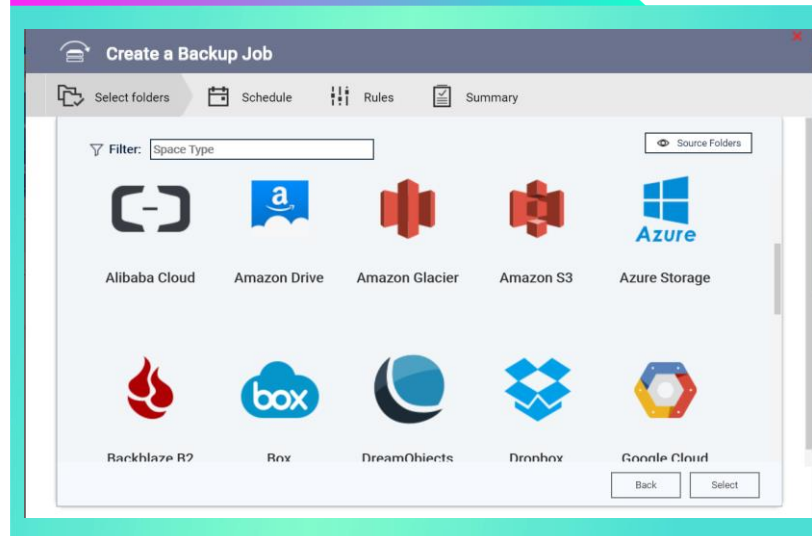 Create a Backup Job
Select folders Schedule Rules Summary
Filter: Space Type Source Folders
a
Azure
Alibaba Cloud Amazon Drive Amazon Glacier Amazon S3 Azure Storage
box
Backblaze B2 Box DreamObjects Dropbox Google Cloud
Back Select